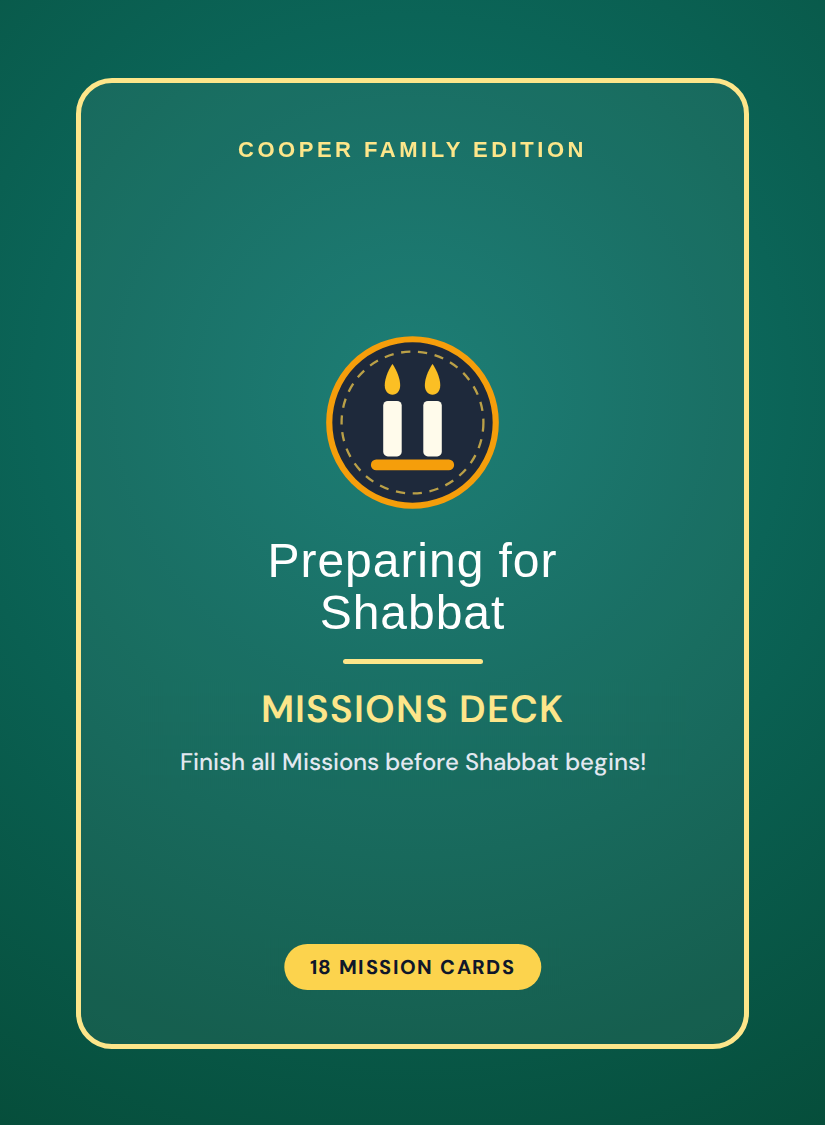 COOPER FAMILY EDITION
Preparing for
Shabbat
MISSIONS DECK
Finish all Missions before Shabbat begins!
18 MISSION CARDS